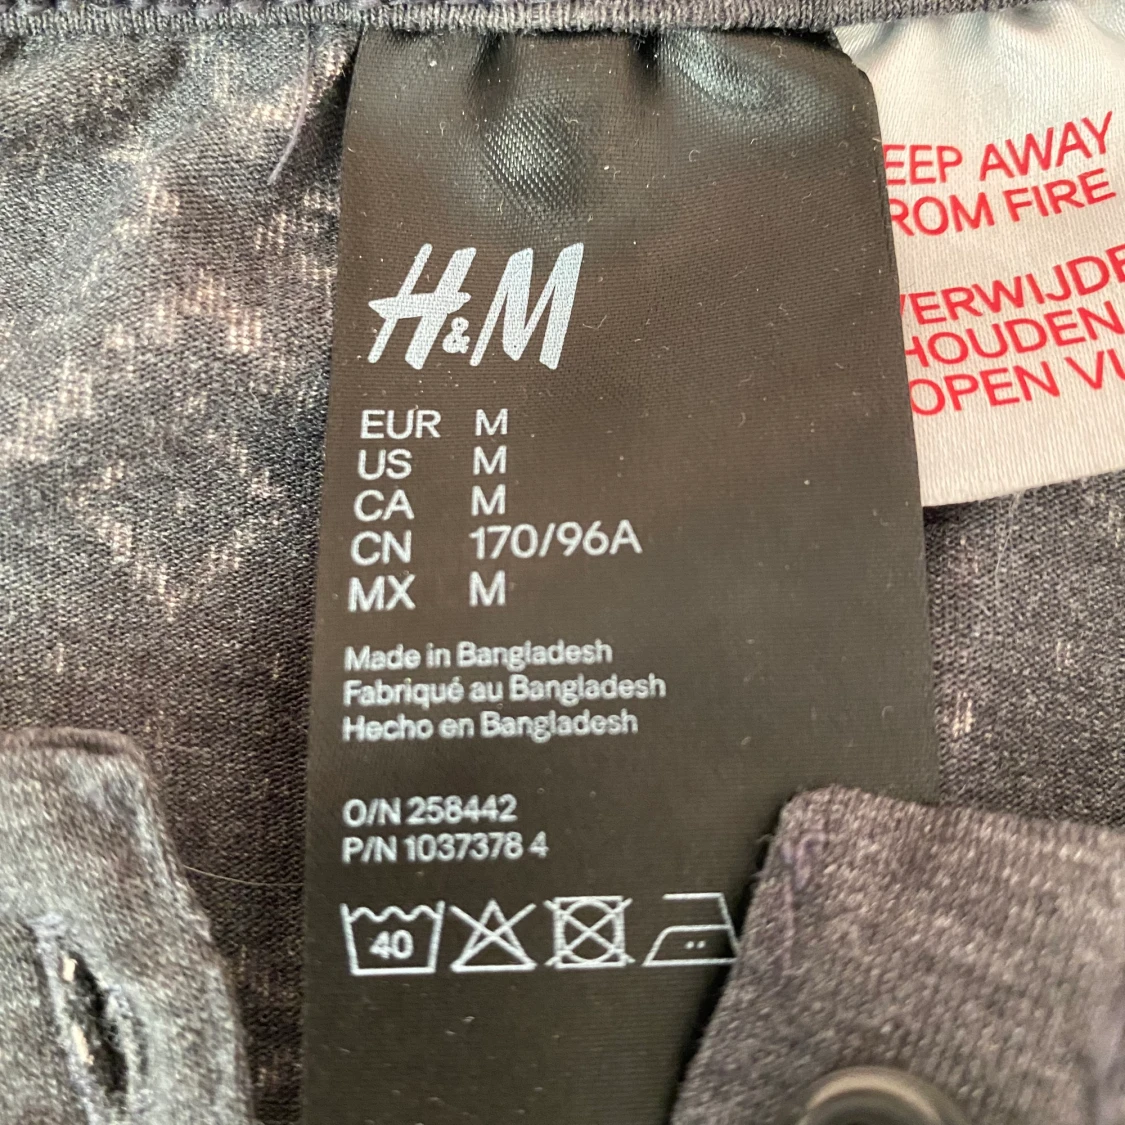 H&M
EUR M
US M
CA M
CN 170/96A
MX M
Made in Bangladesh
Fabriqué au Bangladesh
Hecho en Bangladesh
O/N 258442
P/N 1037378 4
40
EEP AWAY
ROM FIRE
VERWIJDE
HOUDEN
OPEN VU